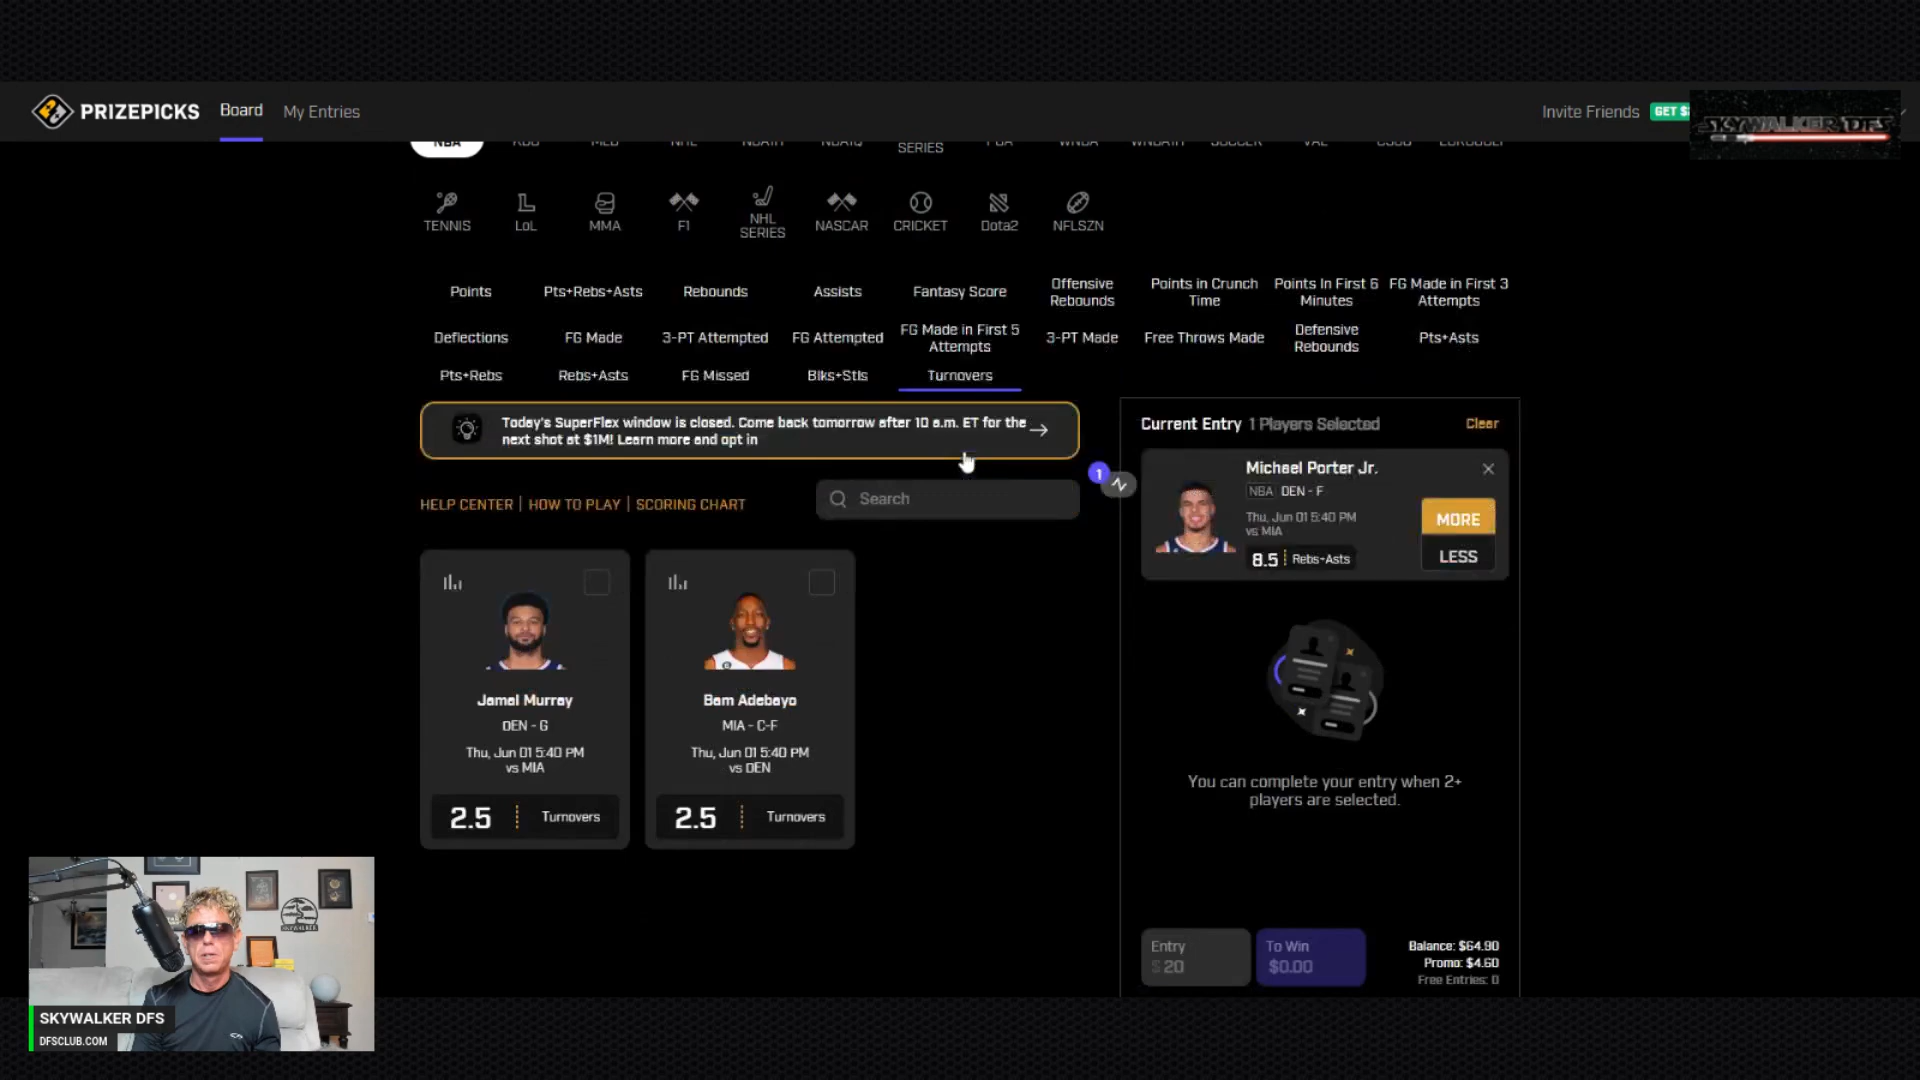 PRIZEPICKS
Board
My Entries
Invite Friends
GET $
SKYWALKER DFS
NBA
SERIES
TENNIS
LoL
MMA
F1
NHL
SERIES
NASCAR
CRICKET
Dota2
NFLSZN
Points
Pts+Rebs+Asts
Rebounds
Assists
Fantasy Score
Offensive
Rebounds
Points in Crunch
Time
Points In First 6
Minutes
FG Made in First 3
Attempts
Deflections
FG Made
3-PT Attempted
FG Attempted
FG Made in First 5
Attempts
3-PT Made
Free Throws Made
Defensive
Rebounds
Pts+Asts
Pts+Rebs
Rebs+Asts
FG Missed
Blks+Stls
Turnovers
Today's SuperFlex window is closed. Come back tomorrow after 10 a.m. ET for the
next shot at $1M! Learn more and opt in
HELP CENTER | HOW TO PLAY | SCORING CHART
Search
Jamal Murray
DEN - G
Thu, Jun 01 5:40 PM
vs MIA
2.5
Turnovers
Bam Adebayo
MIA - C-F
Thu, Jun 01 5:40 PM
vs DEN
2.5
Turnovers
Current Entry 1 Players Selected
Clear
1
Michael Porter Jr.
NBA DEN - F
Thu, Jun 01 5:40 PM
vs MIA
8.5 Rebs+Asts
MORE
LESS
You can complete your entry when 2+
players are selected.
Entry
$ 20
To Win
$0.00
Balance: $64.90
Promo: $4.60
Free Entries: 0
SKYWALKER DFS
DFSCLUB.COM